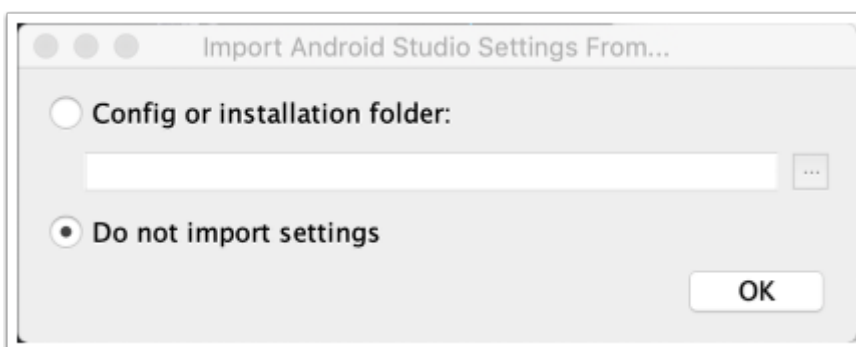 Import Android Studio Settings From...
Config or installation folder:
...
Do not import settings
OK